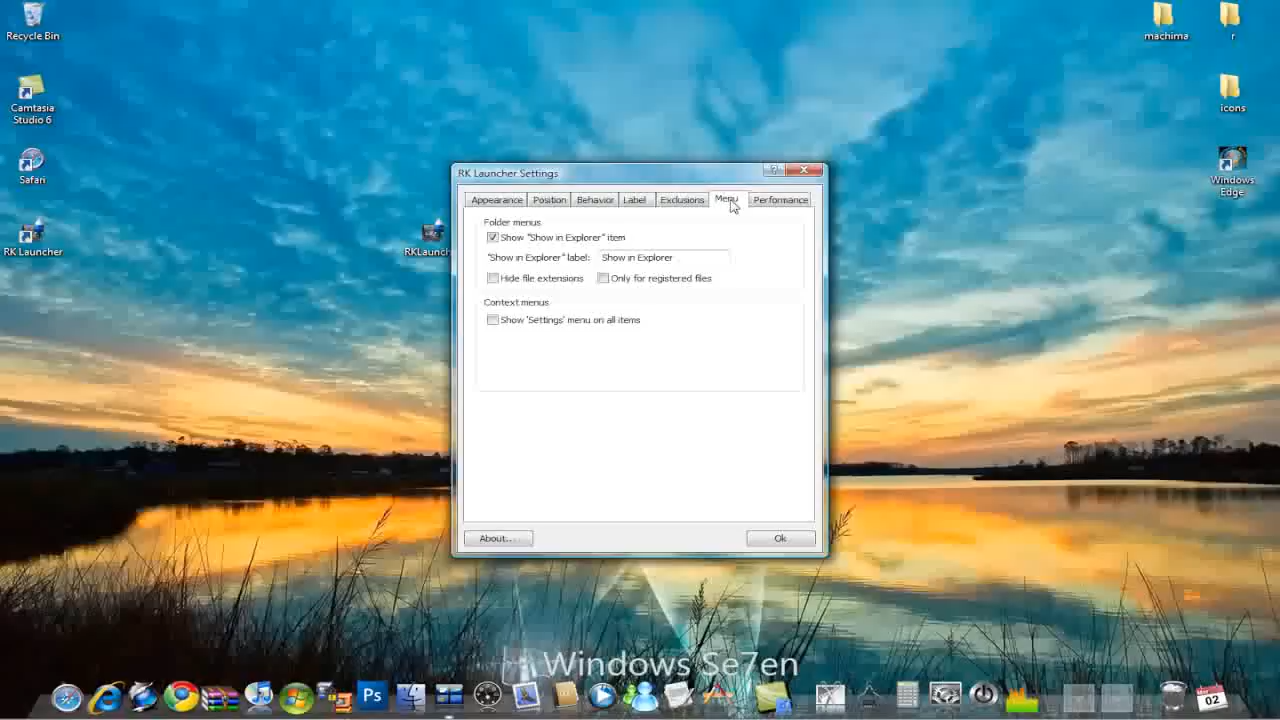 Recycle Bin
Camtasia
Studio 6
Safari
RK Launcher
RKLaunch
machima
r
icons
Windows
Edge
RK Launcher Settings
?
Appearance
Position
Behavior
Label
Exclusions
Menu
Performance
Folder menus
Show "Show in Explorer" item
"Show in Explorer" label:
Show in Explorer
Hide file extensions
Only for registered files
Context menus
Show 'Settings' menu on all items
About...
Ok
Windows Se7en
Ps
02